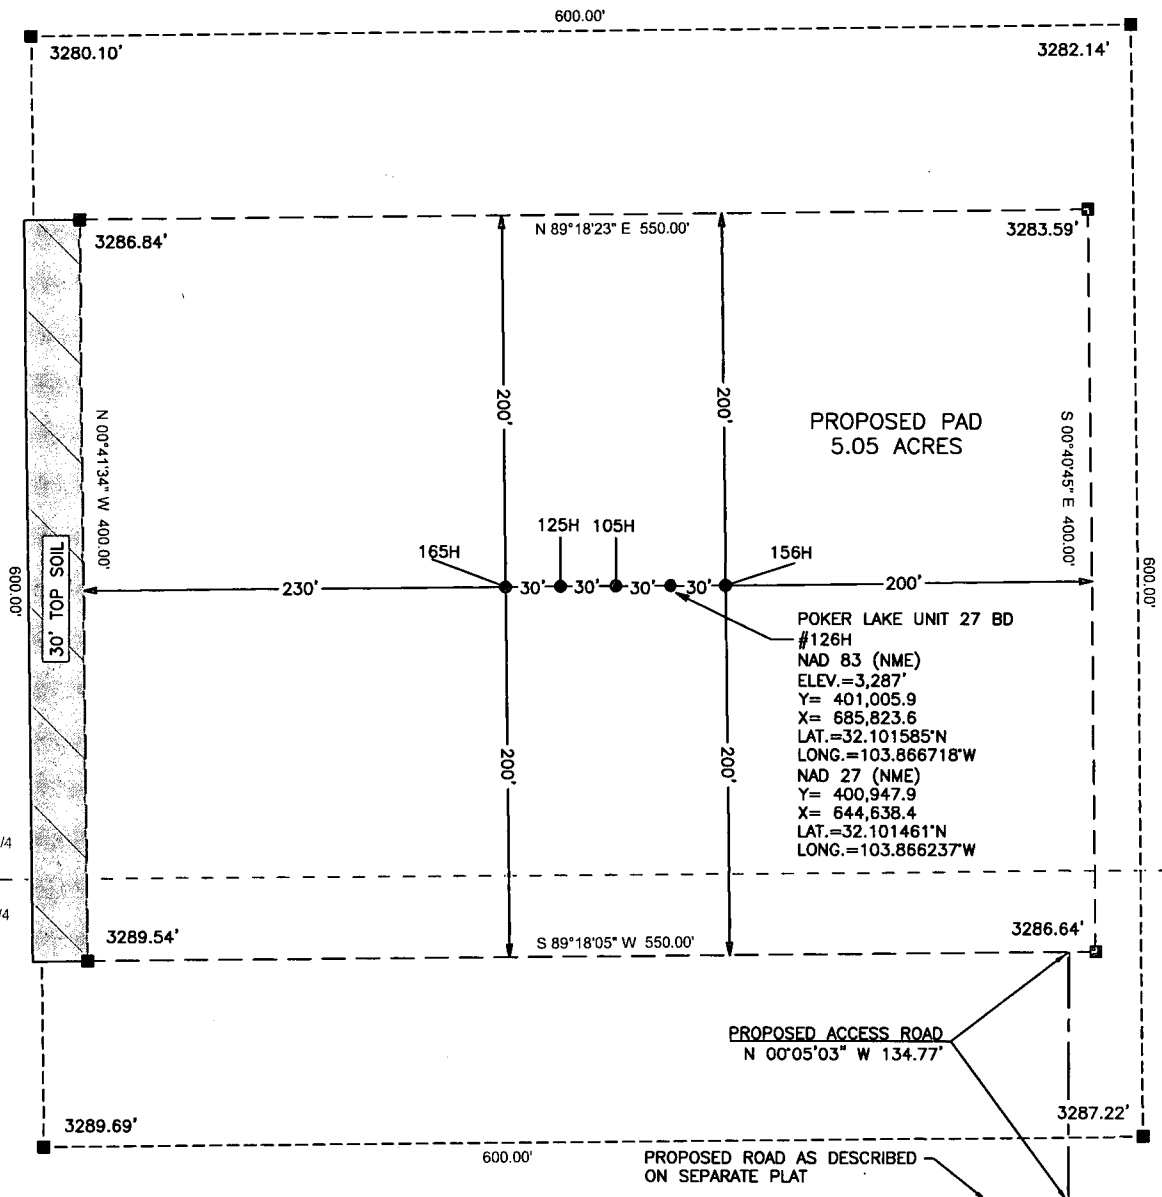 600.00'
3280.10'
3282.14'
3286.84'
N 89°18'23" E 550.00'
3283.59'
200'
200'
PROPOSED PAD
5.05 ACRES
N 00°41'34" W 400.00'
S 00°40'45" E 400.00'
125H 105H
165H
156H
600.00'
30' TOP SOIL
230'
30'
30'
30'
30'
200'
600.00'
POKER LAKE UNIT 27 BD
#126H
NAD 83 (NME)
ELEV.=3,287'
Y= 401,005.9
X= 685,823.6
LAT.=32.101585°N
LONG.=103.866718°W
NAD 27 (NME)
Y= 400,947.9
X= 644,638.4
LAT.=32.101461°N
LONG.=103.866237°W
200'
200'
/4
/4
3289.54'
S 89°18'05" W 550.00'
3286.64'
PROPOSED ACCESS ROAD
N 00°05'03" W 134.77'
3289.69'
3287.22'
600.00'
PROPOSED ROAD AS DESCRIBED
ON SEPARATE PLAT